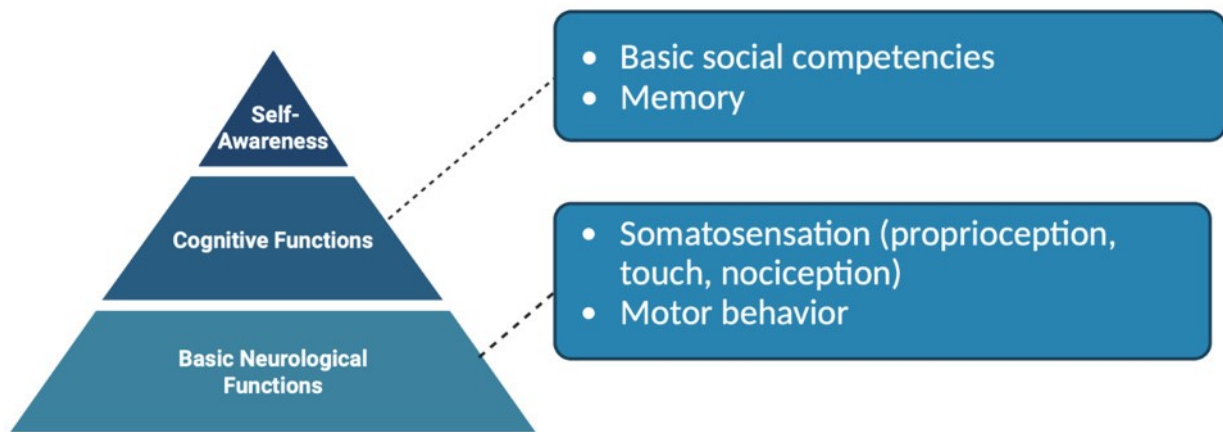 Self-
Awareness
Cognitive Functions
Basic Neurological
Functions
• Basic social competencies
• Memory
• Somatosensation (proprioception,
touch, nociception)
• Motor behavior